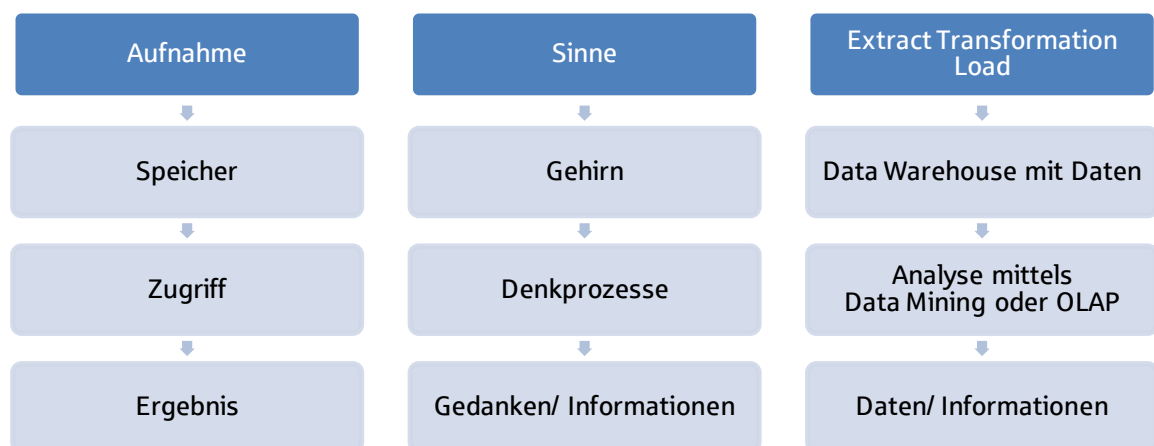 Aufnahme
Speicher
Zugriff
Ergebnis
Sinne
Gehirn
Denkprozesse
Gedanken/ Informationen
Extract Transformation
Load
Data Warehouse mit Daten
Analyse mittels
Data Mining oder OLAP
Daten/ Informationen